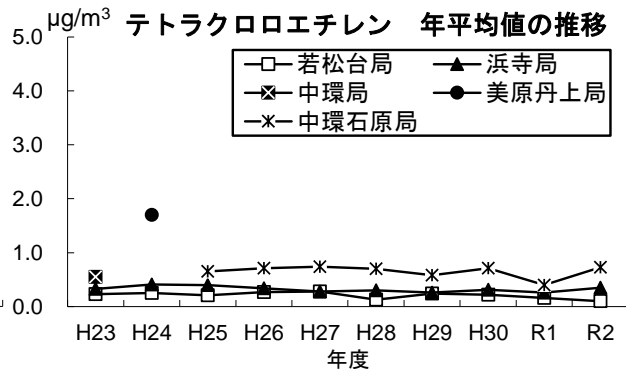 µg/m³ テトラクロロエチレン 年平均値の推移
5.0
若松台局 浜寺局
4.0
中環局 美原丹上局
中環石原局
3.0
2.0
1.0
0.0
H23 H24 H25 H26 H27 H28 H29 H30 R1 R2
年度